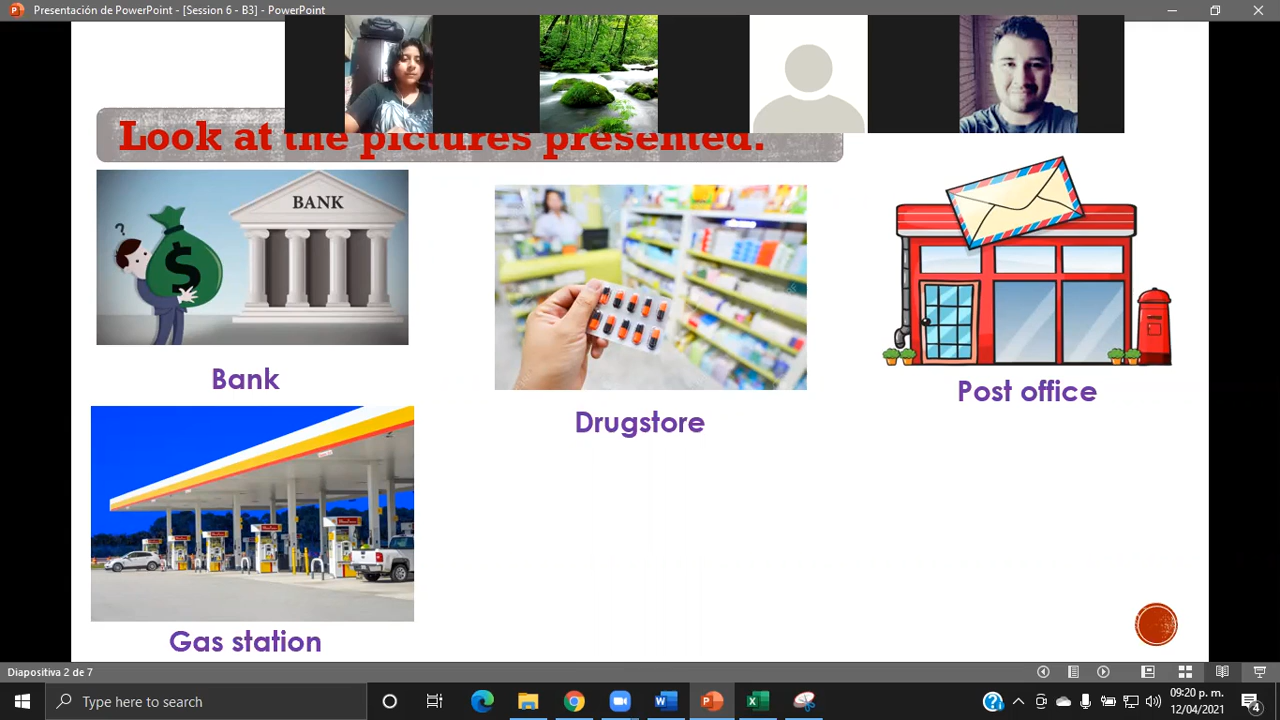 Presentación de PowerPoint - [Session 6 - B3] - PowerPoint
Look at the pictures presented.
BANK
?
$
Bank
Drugstore
Post office
Gas station
Diapositiva 2 de 7
Type here to search
09:20 p. m.
12/04/2021
4